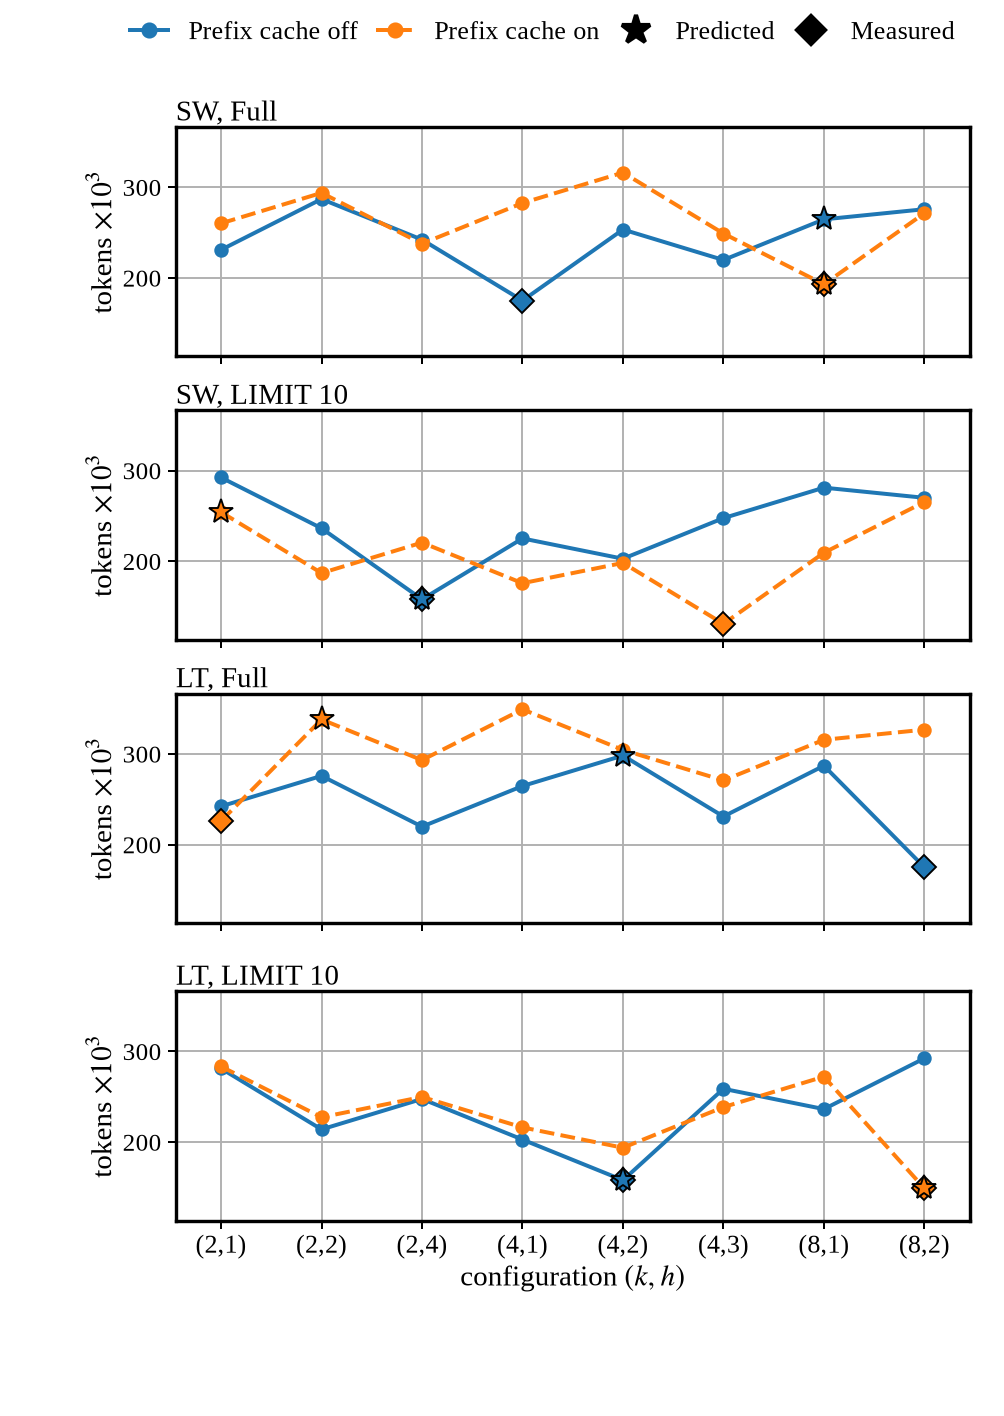 Prefix cache off Prefix cache on Predicted Measured
SW, Full
tokens ×10³
300
200
SW, LIMIT 10
tokens ×10³
300
200
LT, Full
tokens ×10³
300
200
LT, LIMIT 10
tokens ×10³
300
200
(2,1) (2,2) (2,4) (4,1) (4,2) (4,3) (8,1) (8,2)
configuration (k, h)